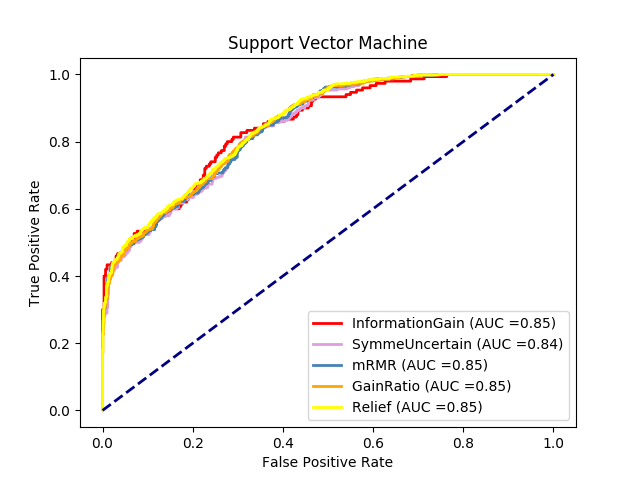 Support Vector Machine
1.0
0.8
0.6
0.4
0.2
0.0
True Positive Rate
InformationGain (AUC =0.85)
SymmeUncertain (AUC =0.84)
mRMR (AUC =0.85)
GainRatio (AUC =0.85)
Relief (AUC =0.85)
0.0 0.2 0.4 0.6 0.8 1.0
False Positive Rate